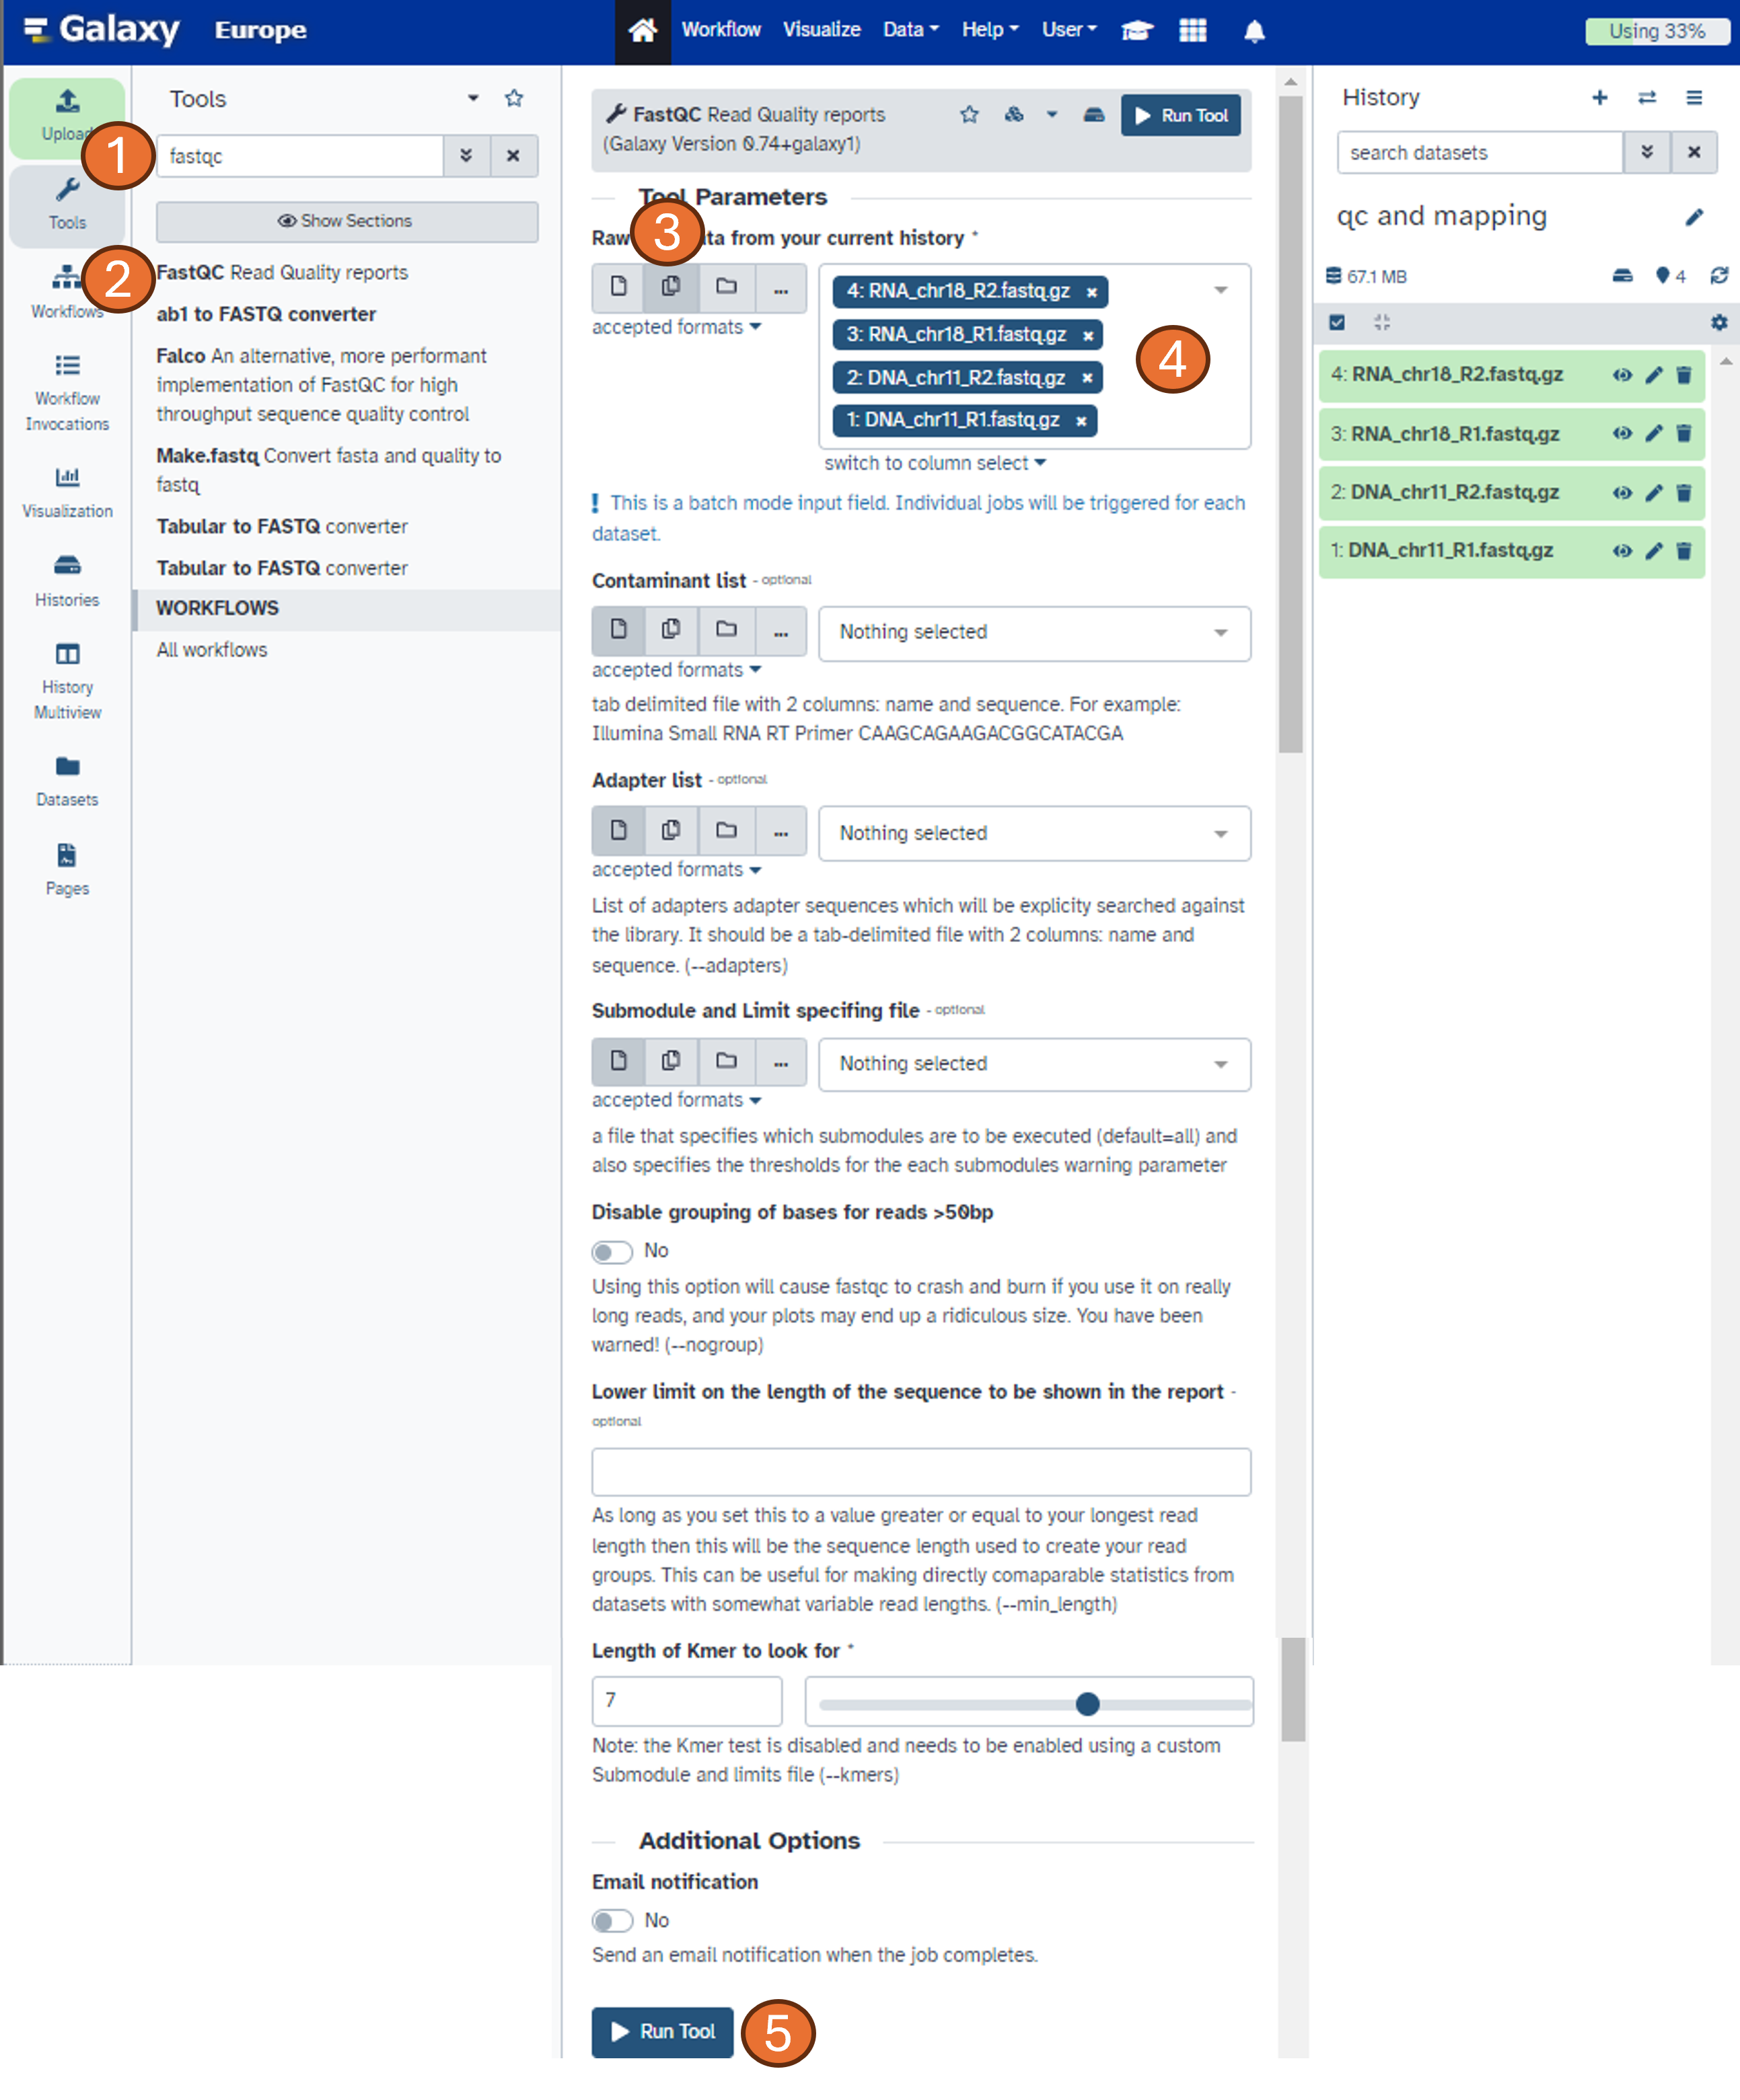 Galaxy Europe
Workflow Visualize Data Help User
Using 33%
Upload
Tools
Workflows
Workflow
Invocations
Visualization
Histories
History
Multiview
Datasets
Pages
1
2
Tools
fastqc
Show Sections
FastQC Read Quality reports
ab1 to FASTQ converter
Falco An alternative, more performant
implementation of FastQC for high
throughput sequence quality control
Make.fastq Convert fasta and quality to
fastq
Tabular to FASTQ converter
Tabular to FASTQ converter
WORKFLOWS
All workflows
FastQC Read Quality reports
(Galaxy Version 0.74+galaxy1)
Run Tool
Tool Parameters
3
Raw ta from your current history *
...
4: RNA_chr18_R2.fastq.gz
3: RNA_chr18_R1.fastq.gz
2: DNA_chr11_R2.fastq.gz
1: DNA_chr11_R1.fastq.gz
4
accepted formats
switch to column select
! This is a batch mode input field. Individual jobs will be triggered for each
dataset.
Contaminant list - optional
...
Nothing selected
accepted formats
tab delimited file with 2 columns: name and sequence. For example:
Illumina Small RNA RT Primer CAAGCAGAAGACGGCATACGA
Adapter list - optional
...
Nothing selected
accepted formats
List of adapters adapter sequences which will be explicity searched against
the library. It should be a tab-delimited file with 2 columns: name and
sequence. (--adapters)
Submodule and Limit specifing file - optional
...
Nothing selected
accepted formats
a file that specifies which submodules are to be executed (default=all) and
also specifies the thresholds for the each submodules warning parameter
Disable grouping of bases for reads >50bp
No
Using this option will cause fastqc to crash and burn if you use it on really
long reads, and your plots may end up a ridiculous size. You have been
warned! (--nogroup)
Lower limit on the length of the sequence to be shown in the report -
optional
As long as you set this to a value greater or equal to your longest read
length then this will be the sequence length used to create your read
groups. This can be useful for making directly comaparable statistics from
datasets with somewhat variable read lengths. (--min_length)
Length of Kmer to look for *
7
Note: the Kmer test is disabled and needs to be enabled using a custom
Submodule and limits file (--kmers)
Additional Options
Email notification
No
Send an email notification when the job completes.
Run Tool
5
History
search datasets
qc and mapping
67.1 MB
4
4: RNA_chr18_R2.fastq.gz
3: RNA_chr18_R1.fastq.gz
2: DNA_chr11_R2.fastq.gz
1: DNA_chr11_R1.fastq.gz